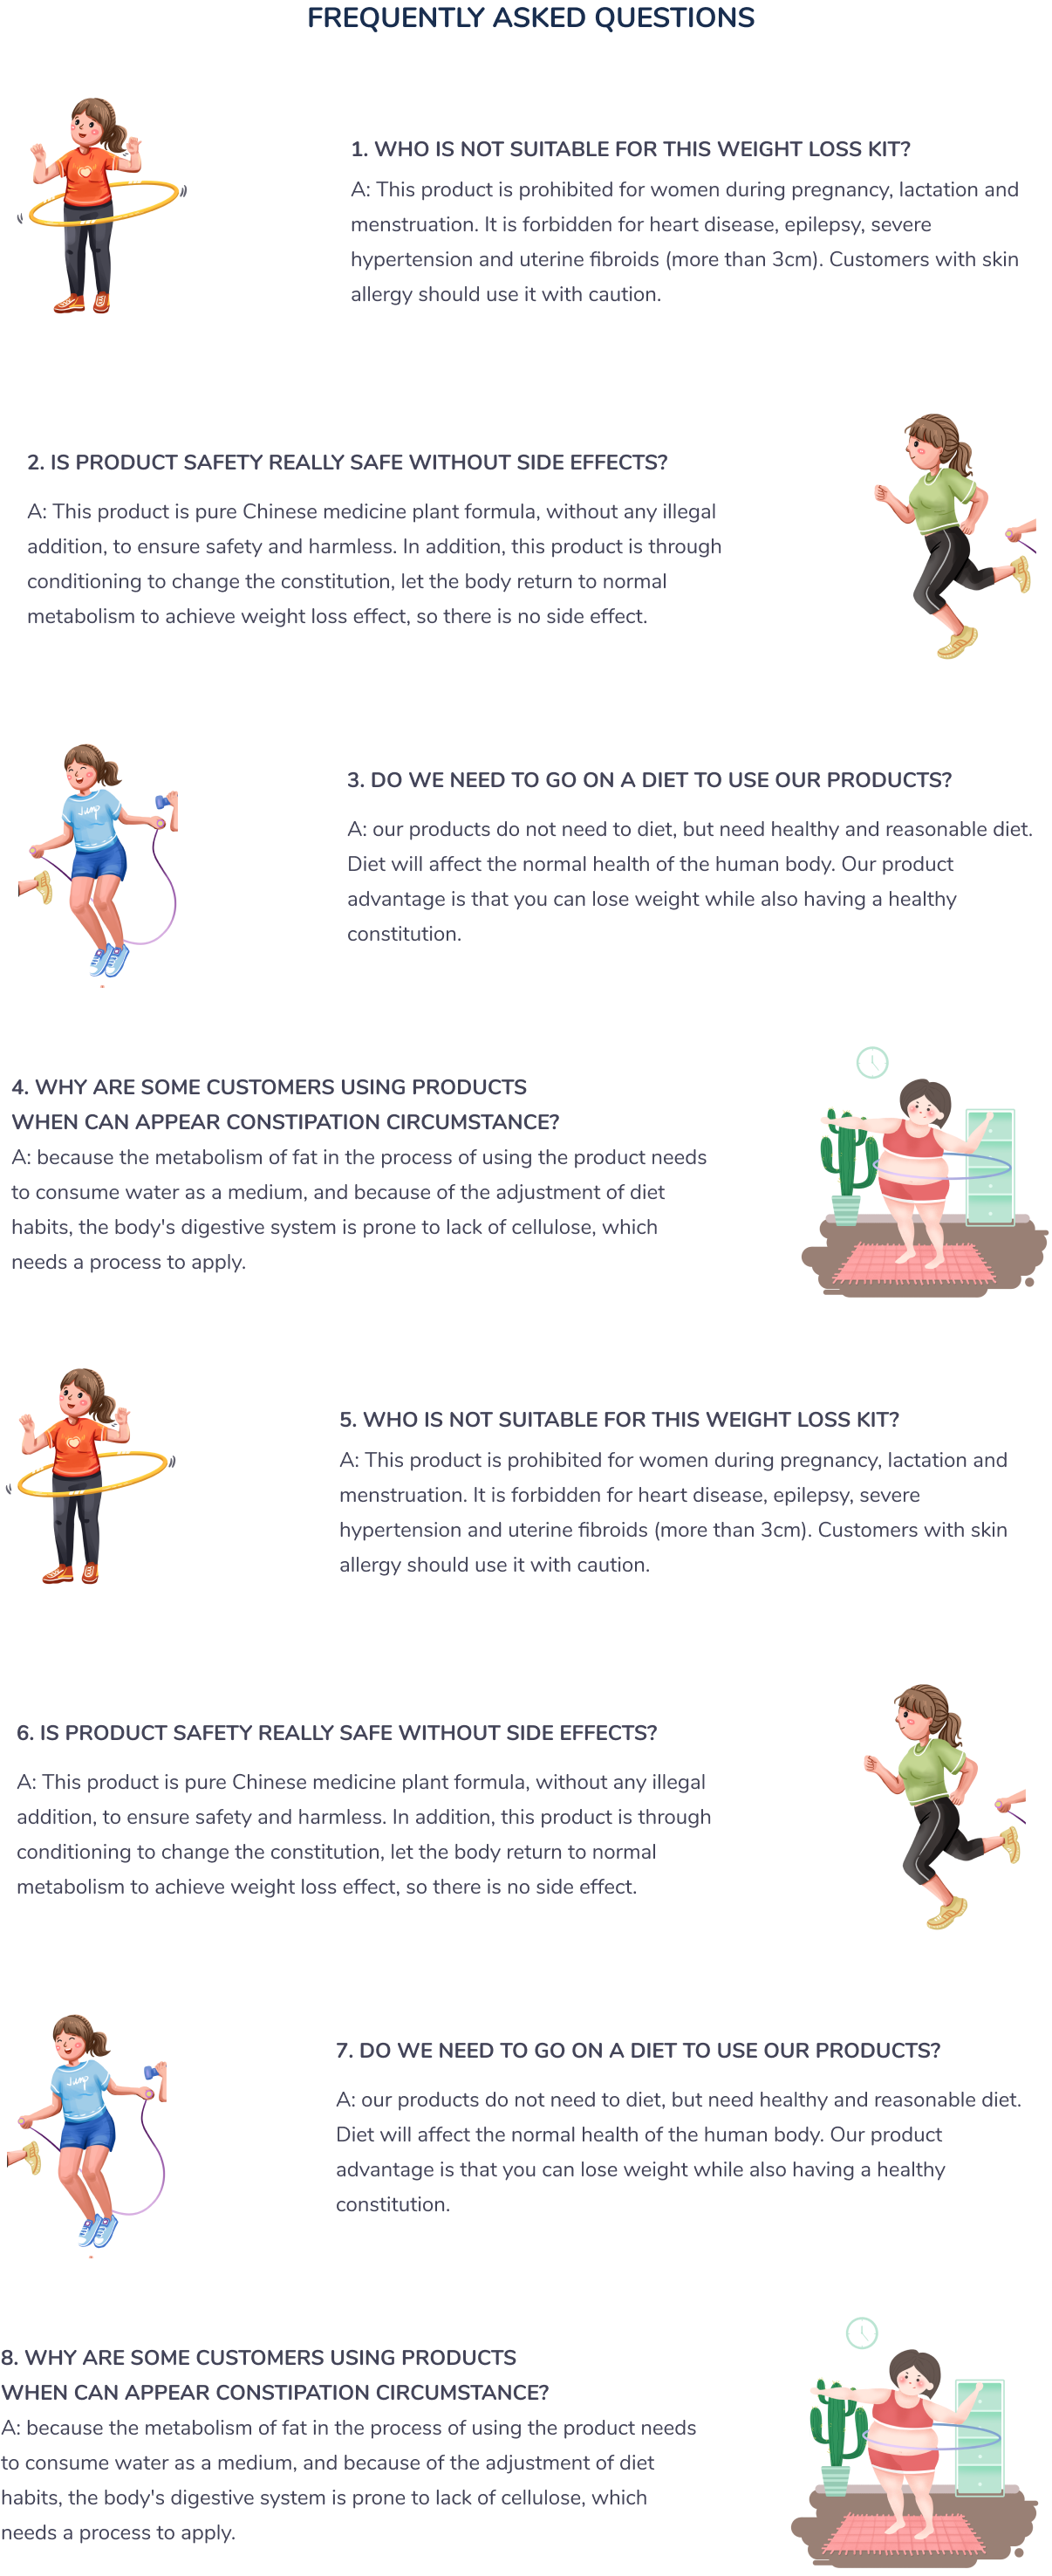 FREQUENTLY ASKED QUESTIONS
1. WHO IS NOT SUITABLE FOR THIS WEIGHT LOSS KIT?
A: This product is prohibited for women during pregnancy, lactation and
menstruation. It is forbidden for heart disease, epilepsy, severe
hypertension and uterine fibroids (more than 3cm). Customers with skin
allergy should use it with caution.
2. IS PRODUCT SAFETY REALLY SAFE WITHOUT SIDE EFFECTS?
A: This product is pure Chinese medicine plant formula, without any illegal
addition, to ensure safety and harmless. In addition, this product is through
conditioning to change the constitution, let the body return to normal
metabolism to achieve weight loss effect, so there is no side effect.
Jump
3. DO WE NEED TO GO ON A DIET TO USE OUR PRODUCTS?
A: our products do not need to diet, but need healthy and reasonable diet.
Diet will affect the normal health of the human body. Our product
advantage is that you can lose weight while also having a healthy
constitution.
4. WHY ARE SOME CUSTOMERS USING PRODUCTS
WHEN CAN APPEAR CONSTIPATION CIRCUMSTANCE?
A: because the metabolism of fat in the process of using the product needs
to consume water as a medium, and because of the adjustment of diet
habits, the body's digestive system is prone to lack of cellulose, which
needs a process to apply.
5. WHO IS NOT SUITABLE FOR THIS WEIGHT LOSS KIT?
A: This product is prohibited for women during pregnancy, lactation and
menstruation. It is forbidden for heart disease, epilepsy, severe
hypertension and uterine fibroids (more than 3cm). Customers with skin
allergy should use it with caution.
6. IS PRODUCT SAFETY REALLY SAFE WITHOUT SIDE EFFECTS?
A: This product is pure Chinese medicine plant formula, without any illegal
addition, to ensure safety and harmless. In addition, this product is through
conditioning to change the constitution, let the body return to normal
metabolism to achieve weight loss effect, so there is no side effect.
Jump
7. DO WE NEED TO GO ON A DIET TO USE OUR PRODUCTS?
A: our products do not need to diet, but need healthy and reasonable diet.
Diet will affect the normal health of the human body. Our product
advantage is that you can lose weight while also having a healthy
constitution.
8. WHY ARE SOME CUSTOMERS USING PRODUCTS
WHEN CAN APPEAR CONSTIPATION CIRCUMSTANCE?
A: because the metabolism of fat in the process of using the product needs
to consume water as a medium, and because of the adjustment of diet
habits, the body's digestive system is prone to lack of cellulose, which
needs a process to apply.